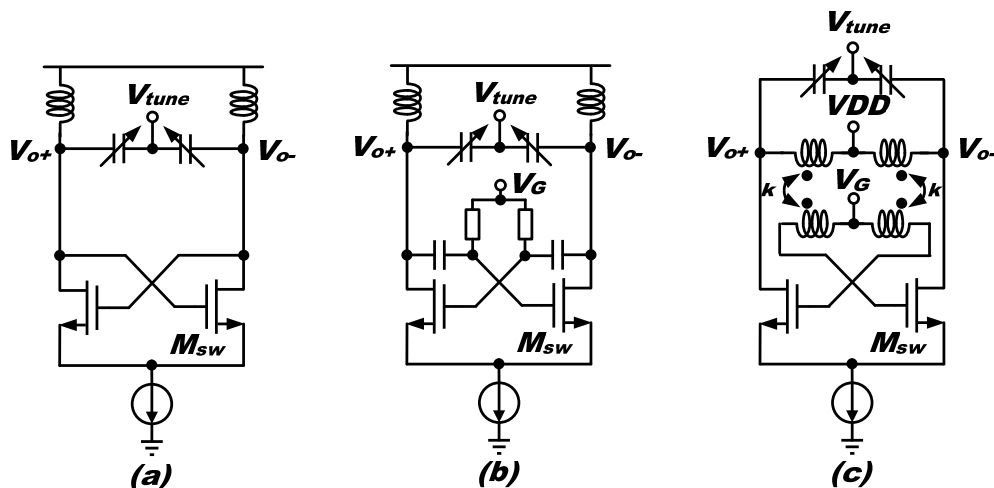 Vtune
Vo+
Vo-
Msw
(a)
Vtune
Vo+
Vo-
VG
Msw
(b)
Vtune
VDD
Vo+
Vo-
k
VG
k
Msw
(c)